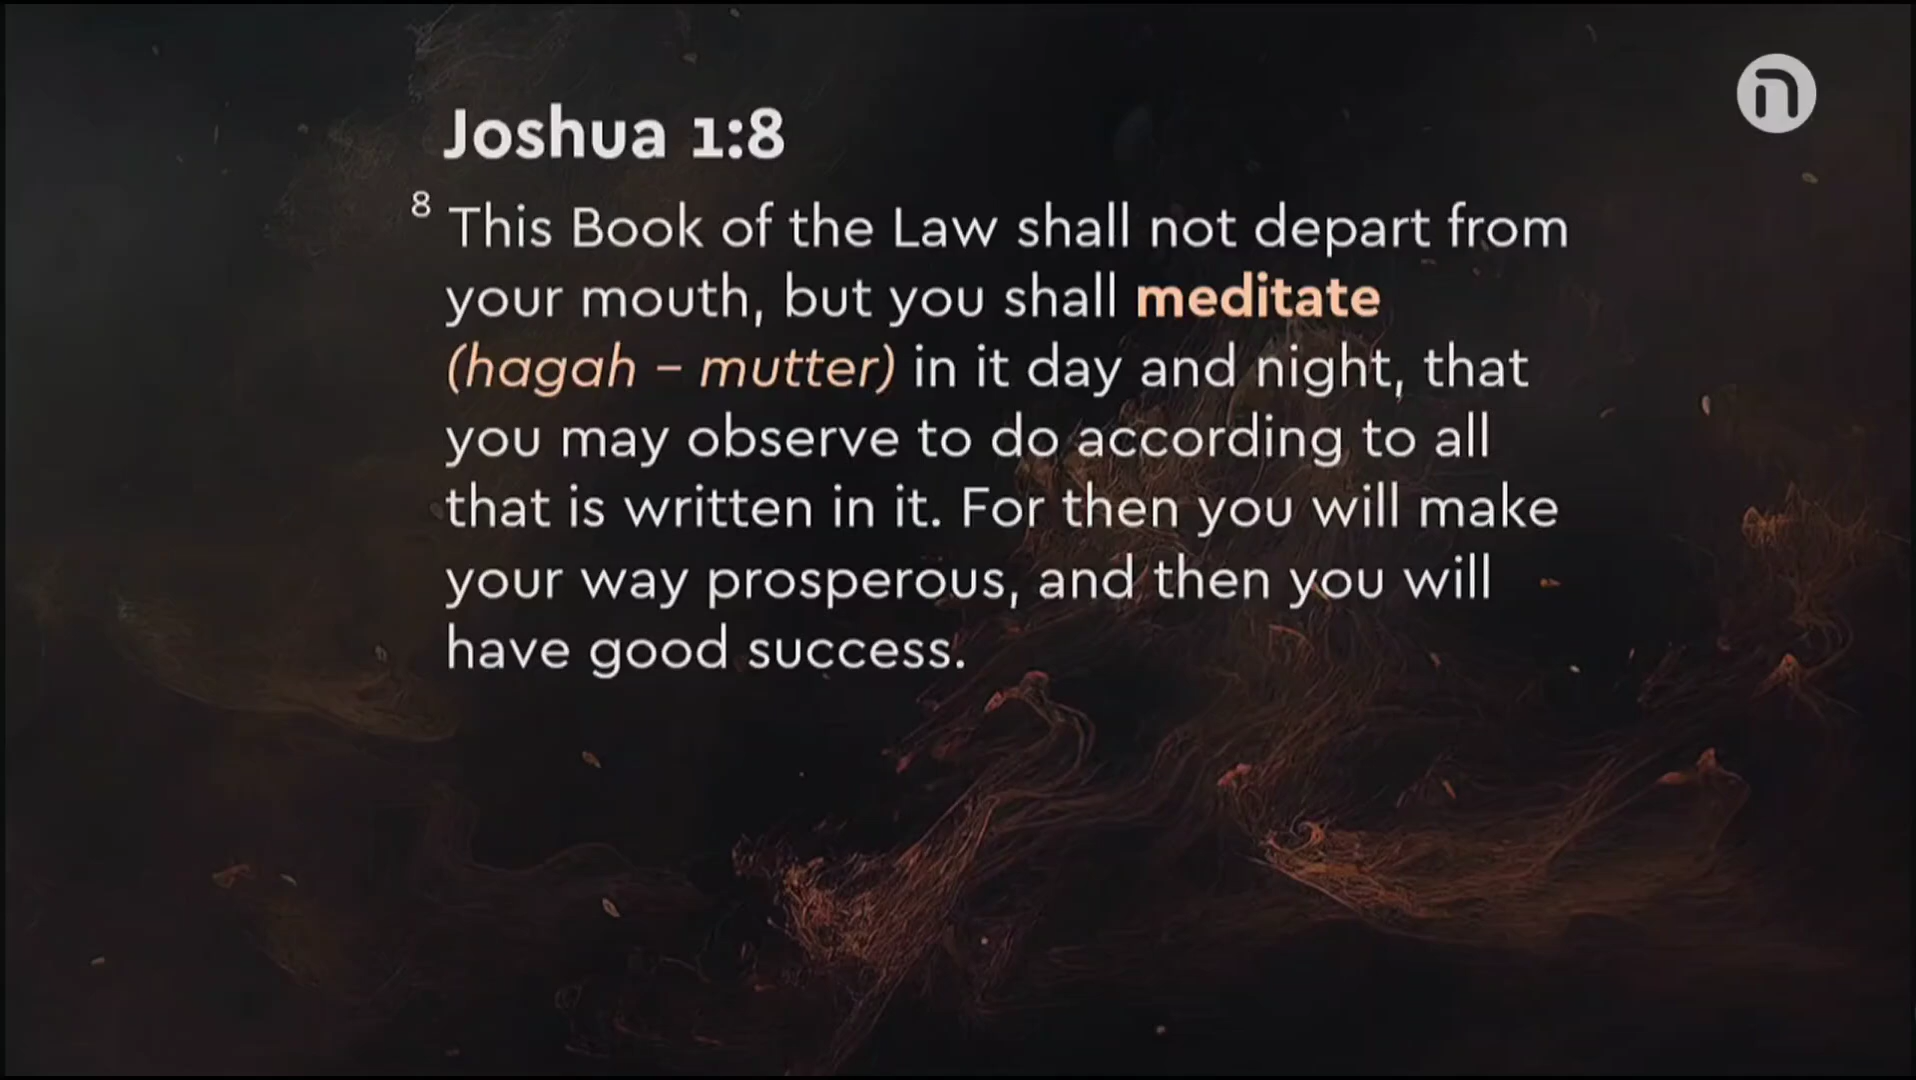 Joshua 1:8
8 This Book of the Law shall not depart from
your mouth, but you shall meditate
(hagah – mutter) in it day and night, that
you may observe to do according to all
that is written in it. For then you will make
your way prosperous, and then you will
have good success.